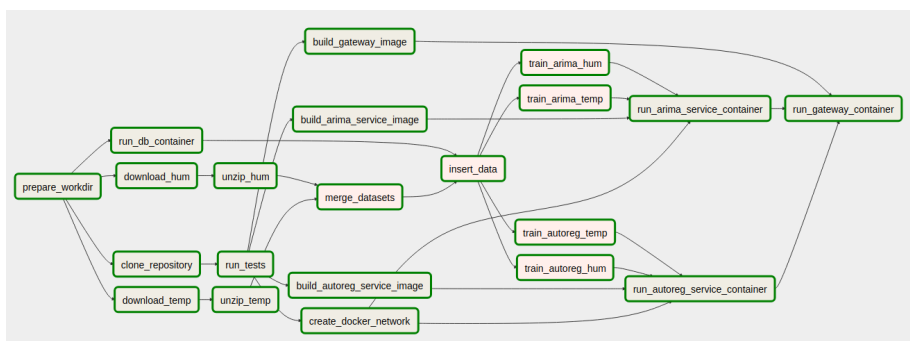 build_gateway_image
train_arima_hum
train_arima_temp
build_arima_service_image
run_arima_service_container
run_gateway_container
run_db_container
insert_data
download_hum
unzip_hum
prepare_workdir
merge_datasets
train_autoreg_temp
clone_repository
run_tests
train_autoreg_hum
build_autoreg_service_image
run_autoreg_service_container
download_temp
unzip_temp
create_docker_network